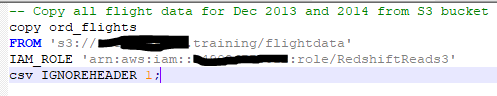 -- Copy all flight data for Dec 2013 and 2014 from S3 bucket
copy ord_flights
FROM 's3:// .training/flightdata'
IAM_ROLE 'arn:aws:iam:: :role/RedshiftReads3'
csv IGNOREHEADER 1;